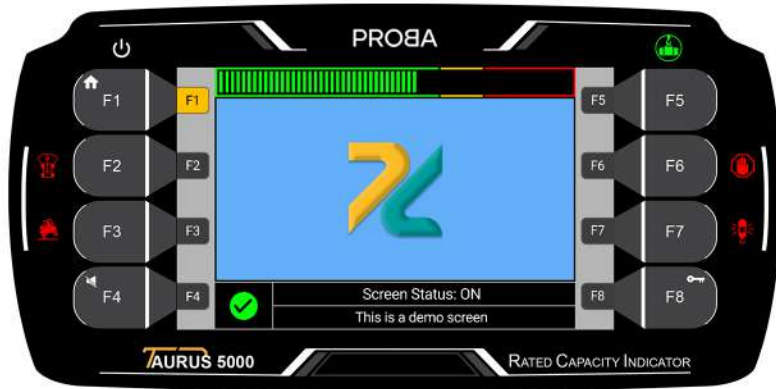 PROBA
F1 F1 F5 F5
F2 F2 F6 F6
F3 F3 F7 F7
F4 F4 F8 F8
Screen Status: ON
This is a demo screen
TAURUS 5000
RATED CAPACITY INDICATOR